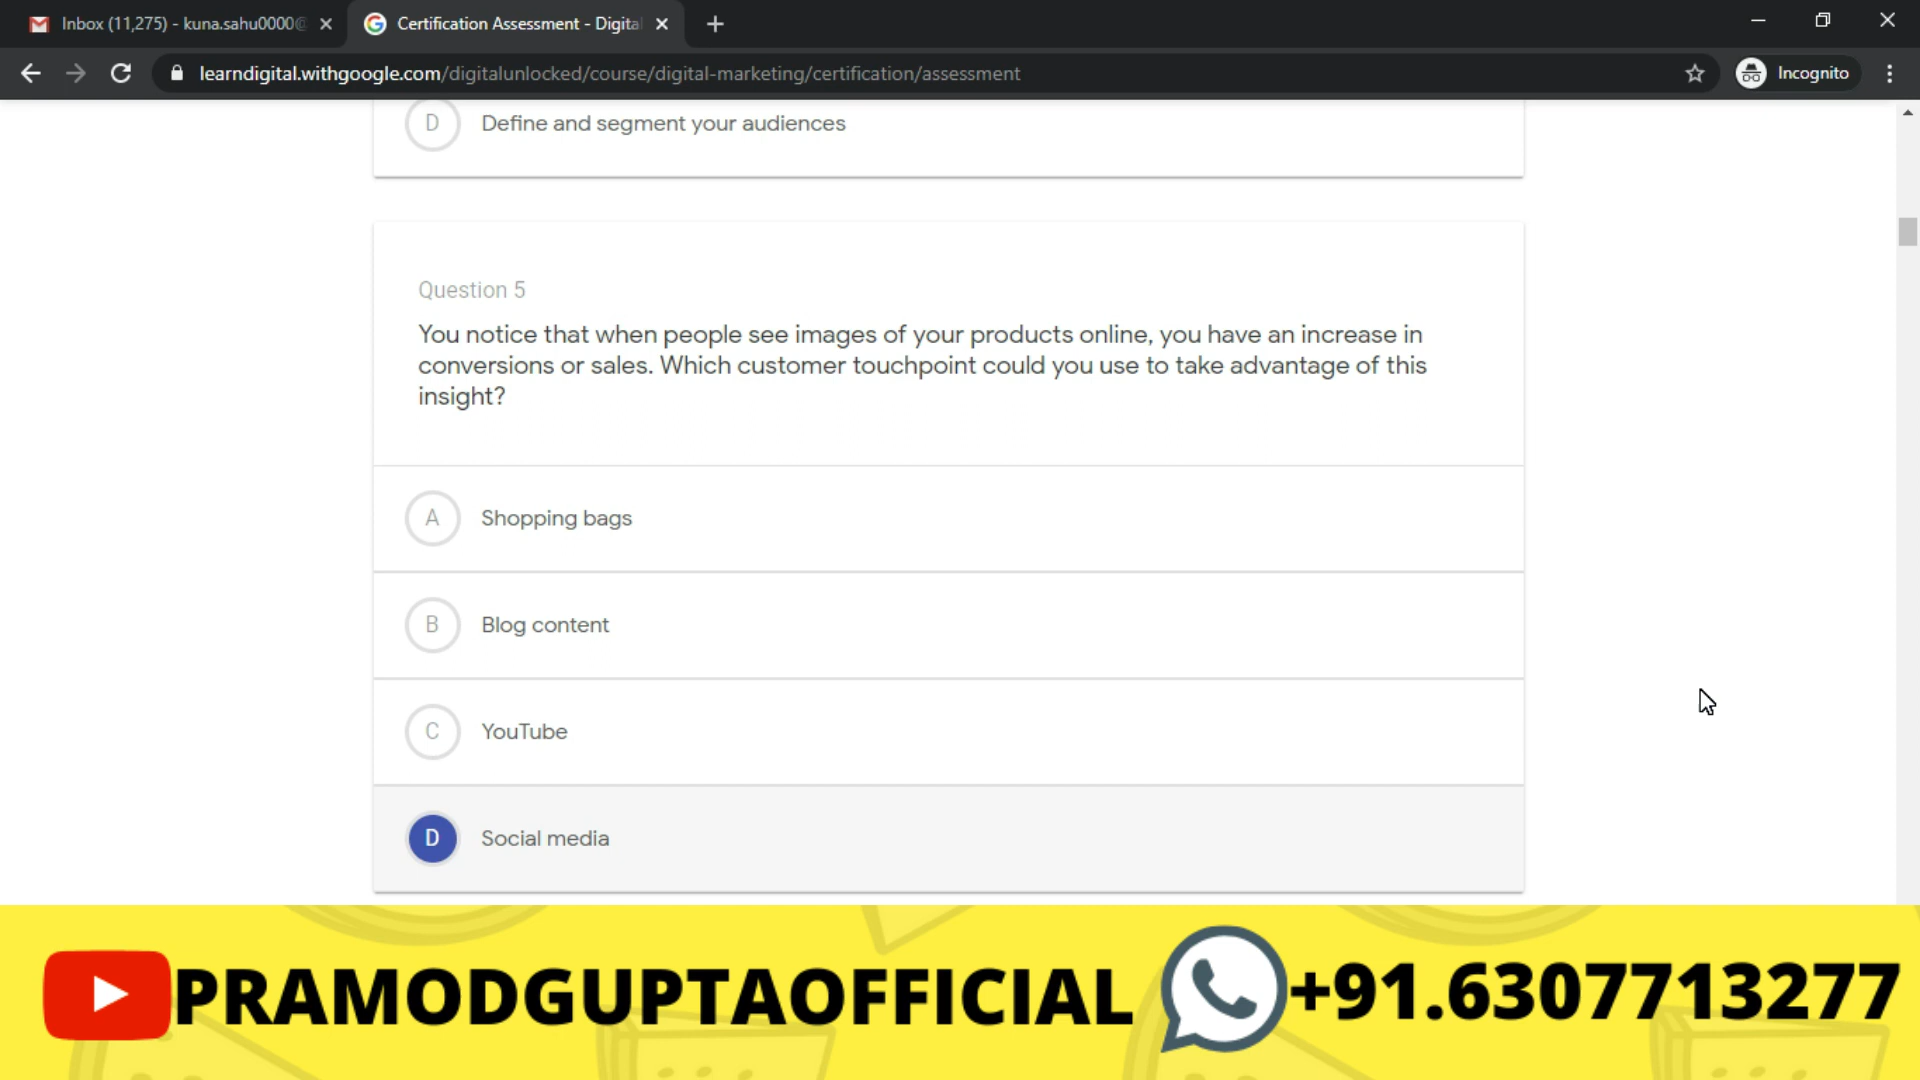 Inbox (11,275) - kuna.sahu0000@
Certification Assessment - Digital
learndigital.withgoogle.com/digitalunlocked/course/digital-marketing/certification/assessment
Incognito
D Define and segment your audiences
Question 5
You notice that when people see images of your products online, you have an increase in
conversions or sales. Which customer touchpoint could you use to take advantage of this
insight?
A Shopping bags
B Blog content
C YouTube
D Social media
PRAMODGUPTAOFFICIAL +91.6307713277